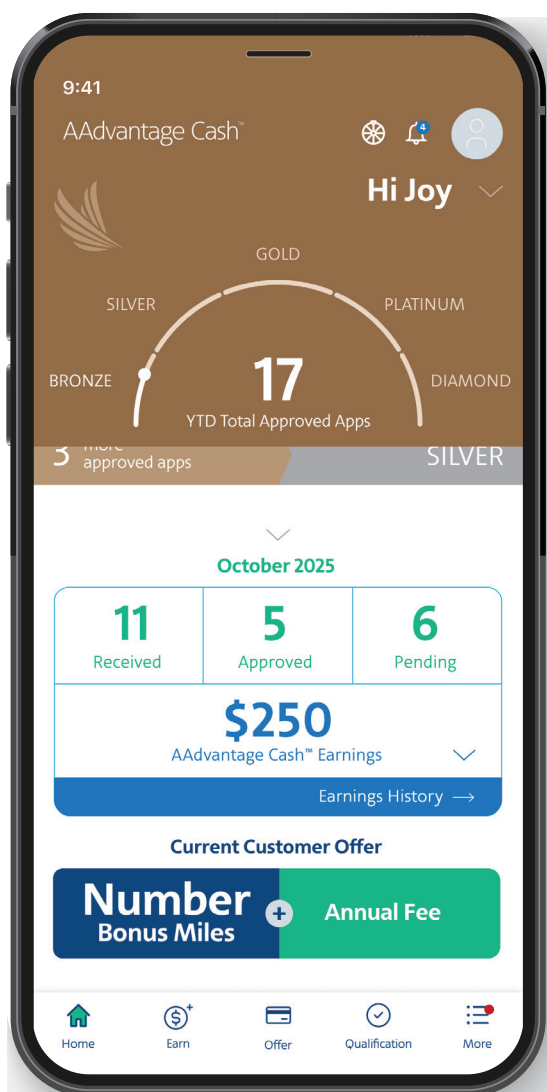 9:41
AAdvantage Cash™
4
Hi Joy
GOLD
SILVER
PLATINUM
BRONZE
17
DIAMOND
YTD Total Approved Apps
3 more
approved apps
SILVER
October 2025
11
5
6
Received
Approved
Pending
$250
AAdvantage Cash™ Earnings
Earnings History →
Current Customer Offer
Number
Bonus Miles
+
Annual Fee
Home
Earn
Offer
Qualification
More